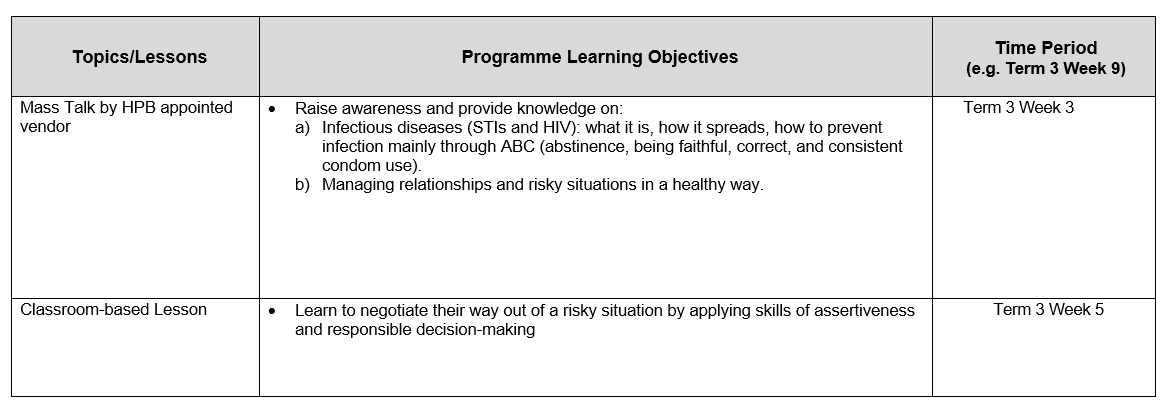 Topics/Lessons
Programme Learning Objectives
Time Period
(e.g. Term 3 Week 9)
Mass Talk by HPB appointed
vendor
• Raise awareness and provide knowledge on:
a) Infectious diseases (STIs and HIV): what it is, how it spreads, how to prevent
infection mainly through ABC (abstinence, being faithful, correct, and consistent
condom use).
b) Managing relationships and risky situations in a healthy way.
Term 3 Week 3
Classroom-based Lesson
• Learn to negotiate their way out of a risky situation by applying skills of assertiveness
and responsible decision-making
Term 3 Week 5